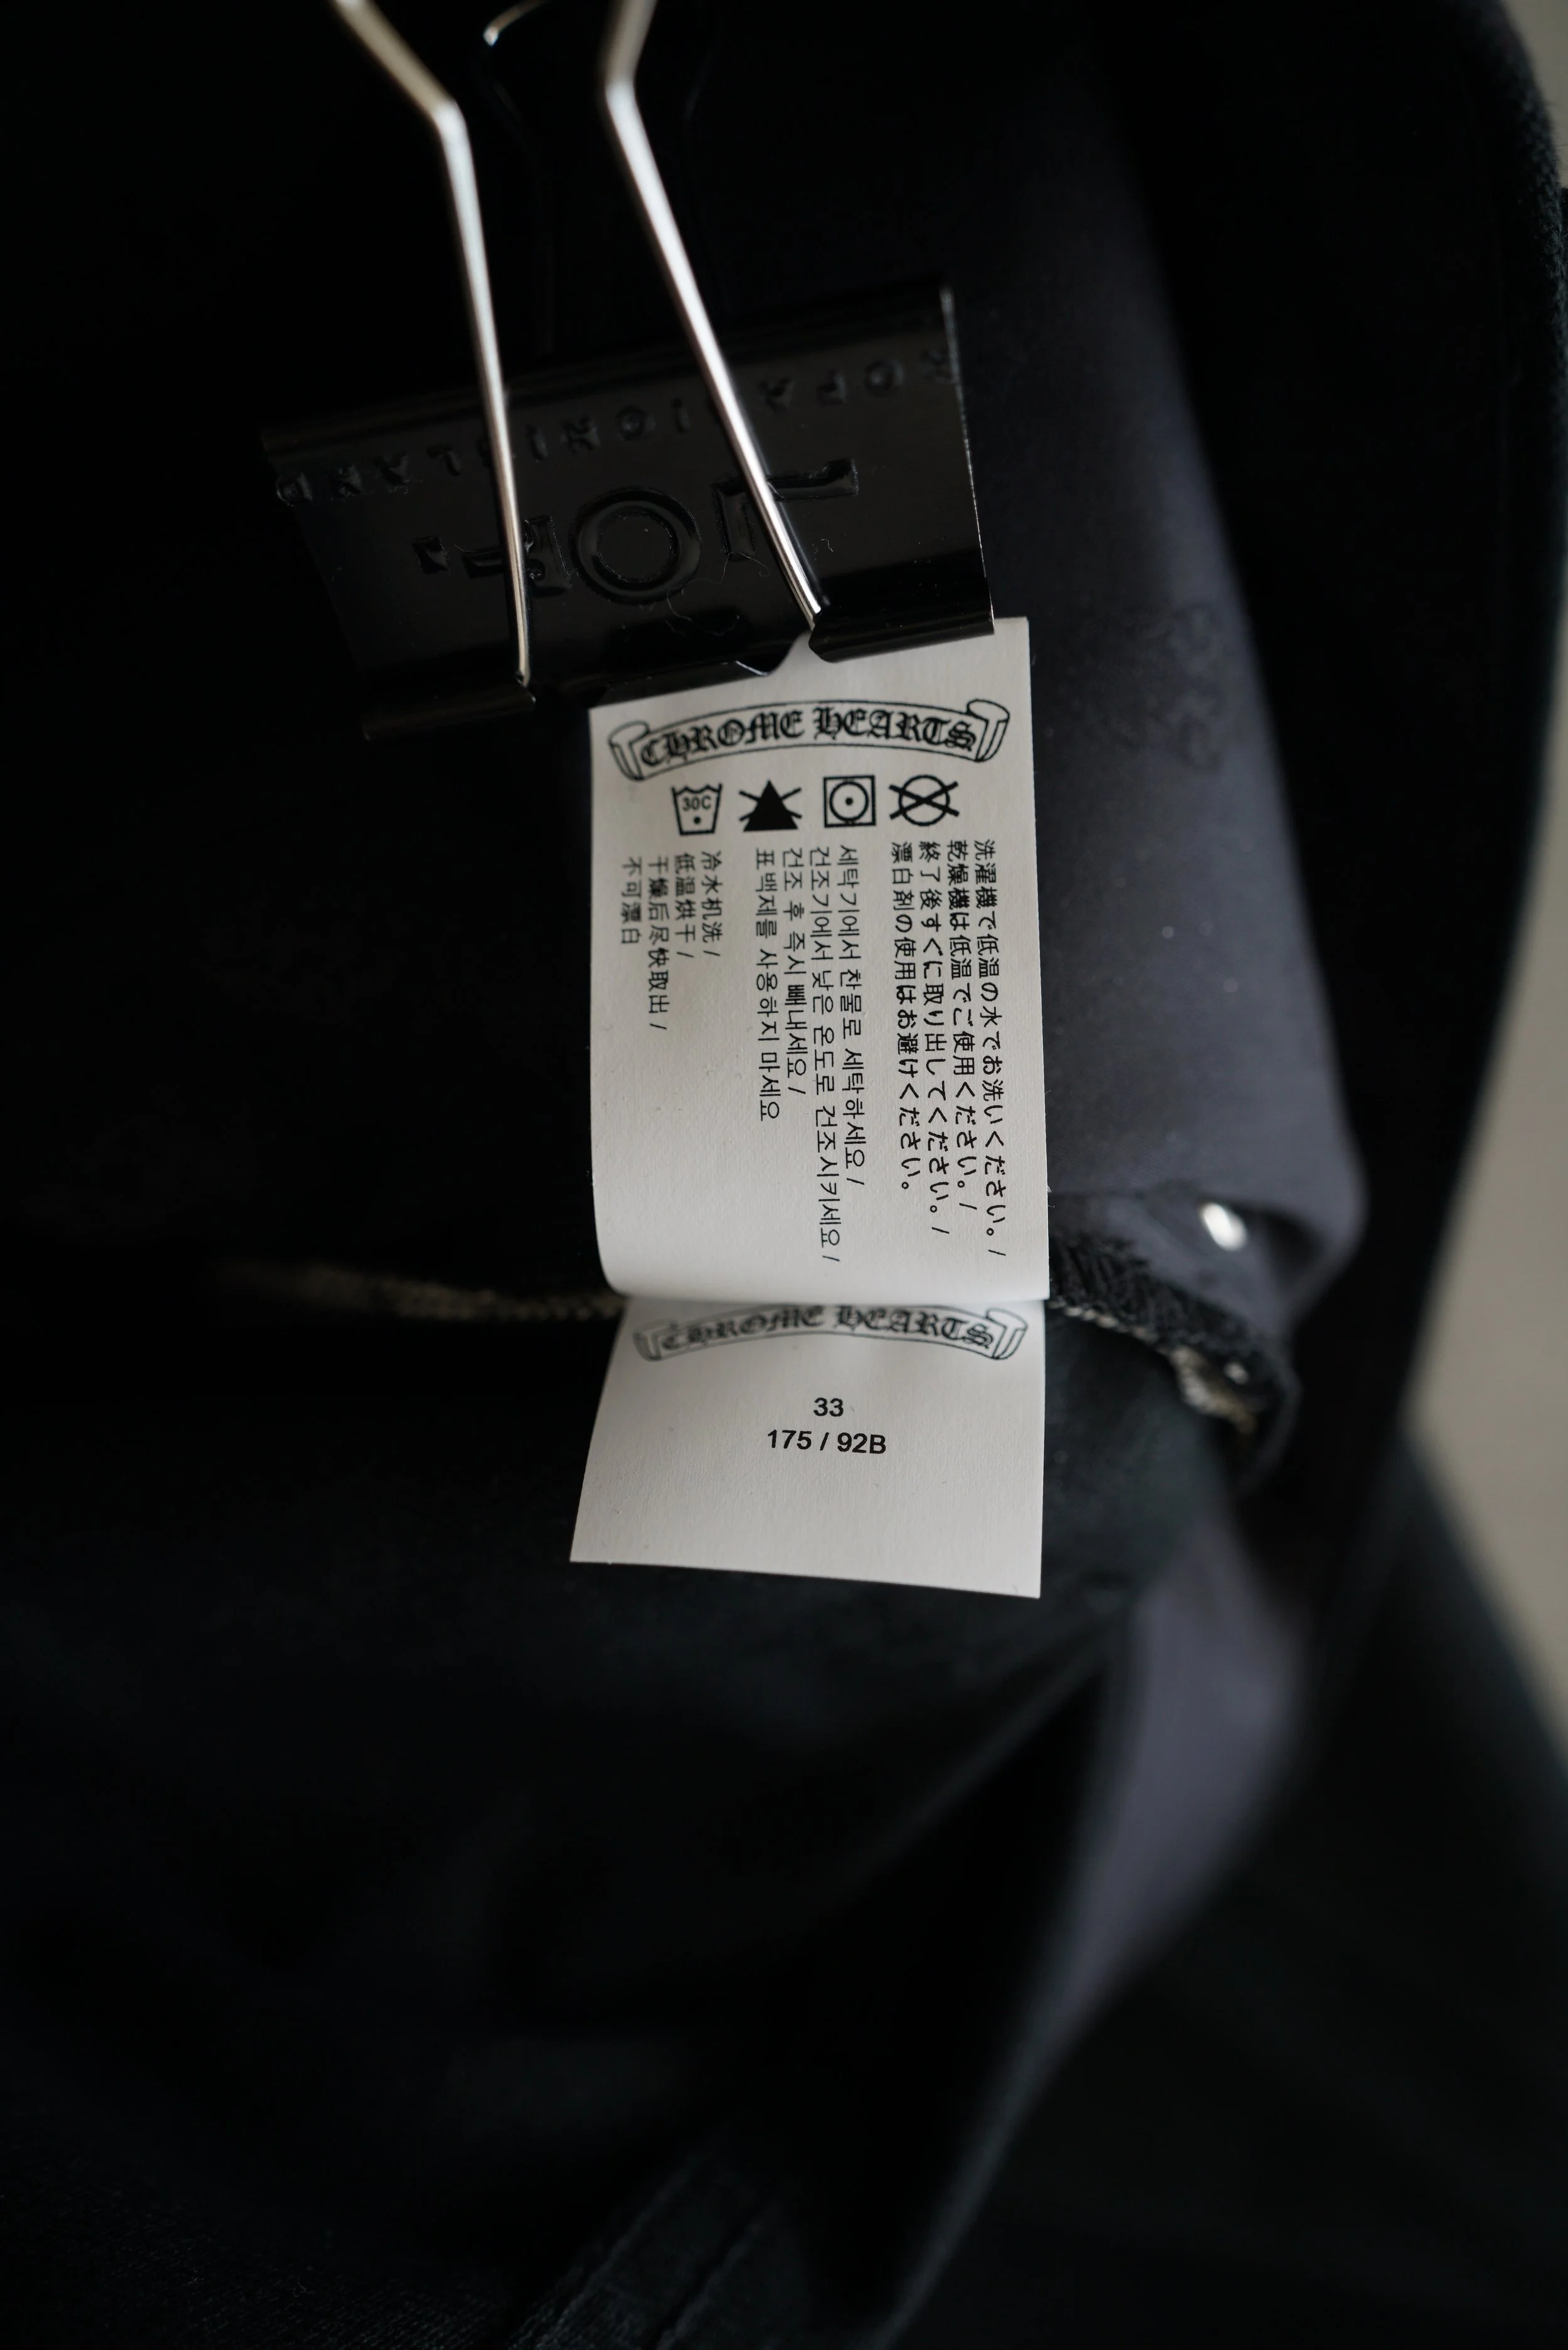 CHROME HEARTS
30C
洗濯機で低温の水でお洗いください。/
乾燥機は低温でご使用ください。/
終了後すぐに取り出してください。/
漂白剤の使用はお避けください。
세탁기에서 찬물로 세탁하세요 /
건조기에서 낮은 온도로 건조시키세요 /
건조 후 즉시 빼내세요 /
표백제를 사용하지 마세요
冷水机洗 /
低温烘干 /
干燥后尽快取出 /
不可漂白
CHROME HEARTS
33
175 / 92B